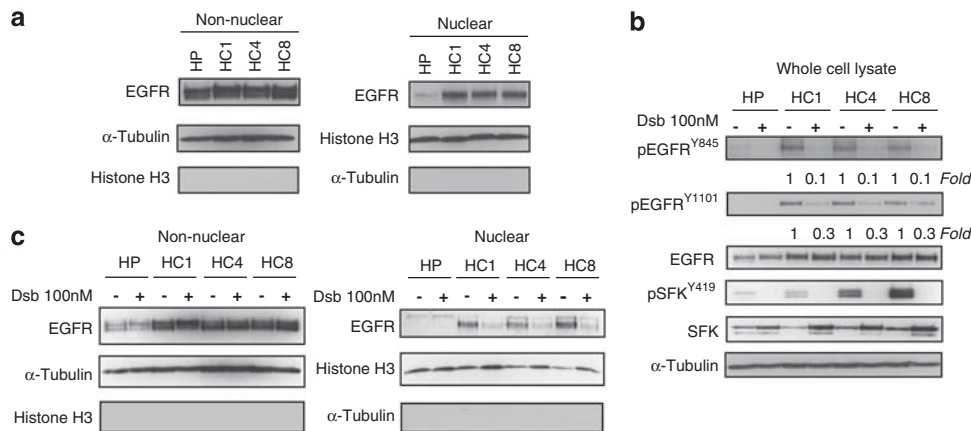 a
Non-nuclear
HP HC1 HC4 HC8
EGFR
α-Tubulin
Histone H3
Nuclear
HP HC1 HC4 HC8
EGFR
Histone H3
α-Tubulin
b
Whole cell lysate
HP HC1 HC4 HC8
Dsb 100nM - + - + - + - +
pEGFR^Y845
1 0.1 1 0.1 1 0.1 Fold
pEGFR^Y1101
1 0.3 1 0.3 1 0.3 Fold
EGFR
pSFK^Y419
SFK
α-Tubulin
c
Non-nuclear
HP HC1 HC4 HC8
Dsb 100nM - + - + - + - +
EGFR
α-Tubulin
Histone H3
Nuclear
HP HC1 HC4 HC8
Dsb 100nM - + - + - + - +
EGFR
Histone H3
α-Tubulin